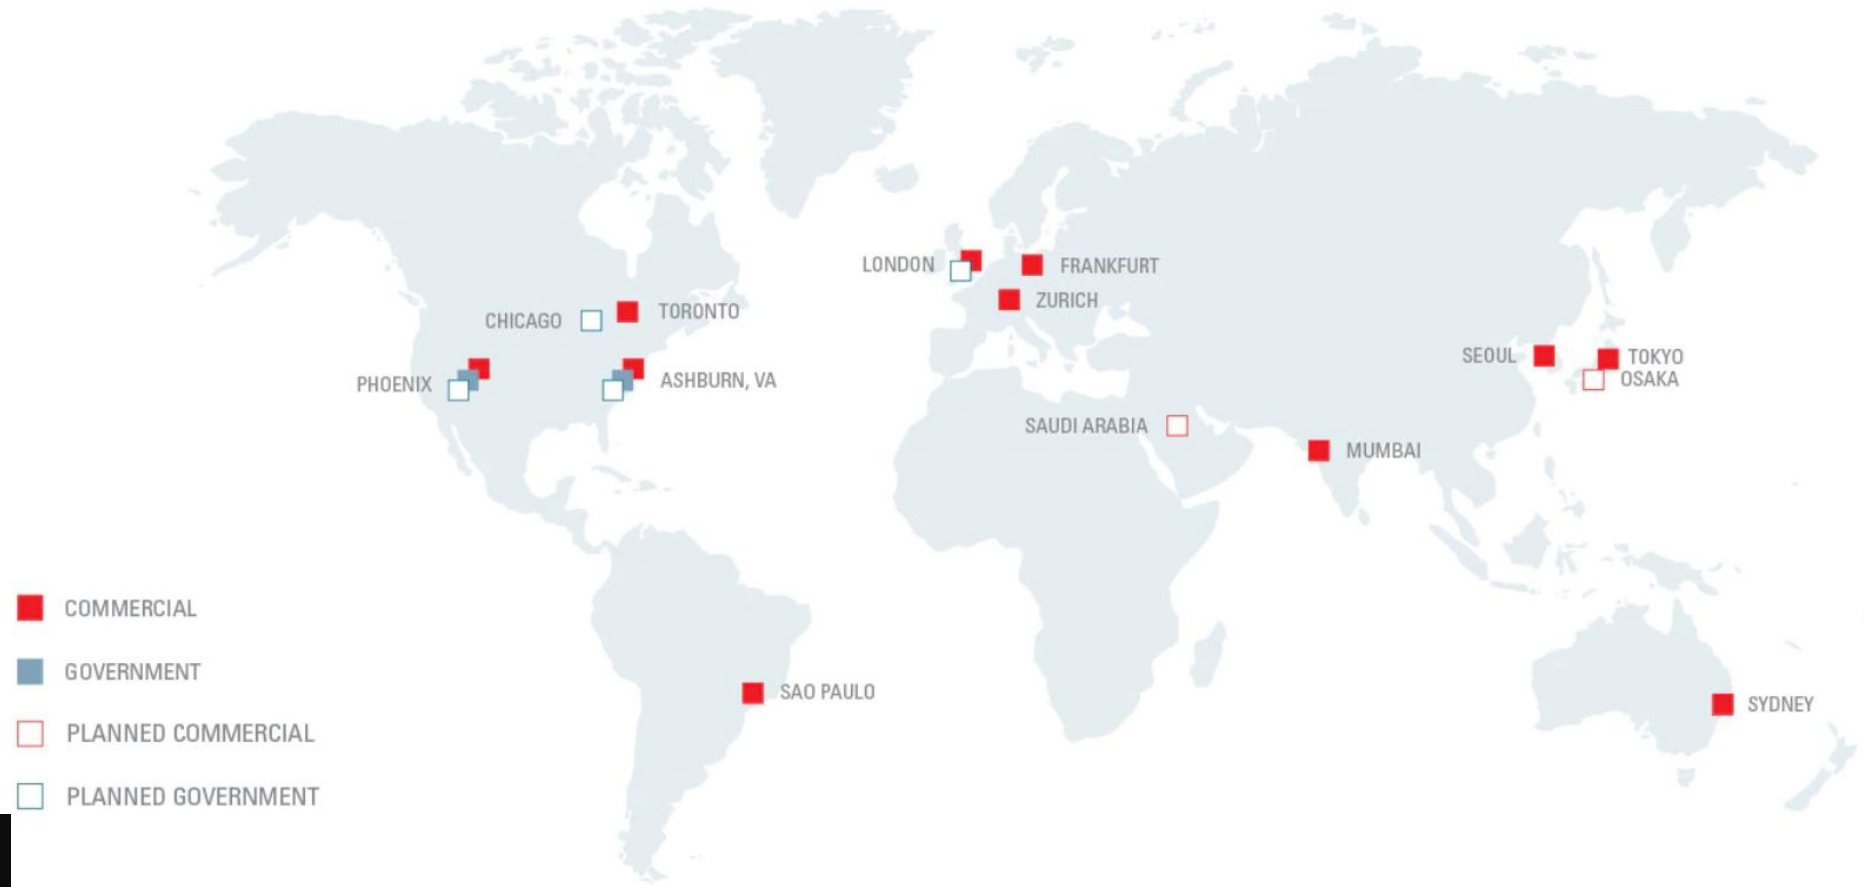 LONDON
FRANKFURT
ZURICH
CHICAGO
TORONTO
PHOENIX
ASHBURN, VA
SEOUL
TOKYO
OSAKA
SAUDI ARABIA
MUMBAI
SAO PAULO
SYDNEY
COMMERCIAL
GOVERNMENT
PLANNED COMMERCIAL
PLANNED GOVERNMENT